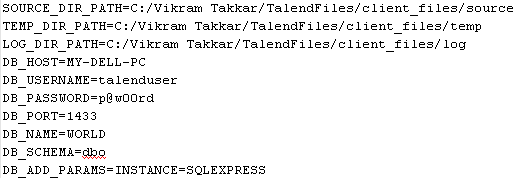 SOURCE_DIR_PATH=C:/Vikram Takkar/TalendFiles/client_files/source
TEMP_DIR_PATH=C:/Vikram Takkar/TalendFiles/client_files/temp
LOG_DIR_PATH=C:/Vikram Takkar/TalendFiles/client_files/log
DB_HOST=MY-DELL-PC
DB_USERNAME=talenduser
DB_PASSWORD=p@w00rd
DB_PORT=1433
DB_NAME=WORLD
DB_SCHEMA=dbo
DB_ADD_PARAMS=INSTANCE=SQLEXPRESS